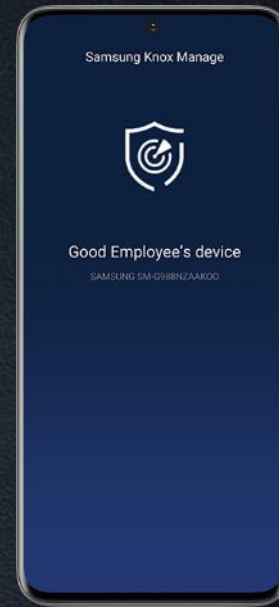 Samsung Knox Manage
Good Employee's device
SAMSUNG SM-G988NZAAKOO